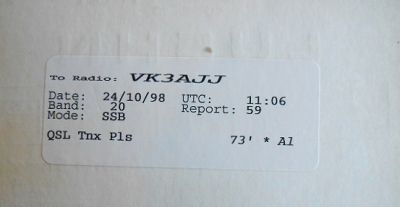 To Radio: VK3AJJ
Date: 24/10/98 UTC: 11:06
Band: 20 Report: 59
Mode: SSB
QSL Tnx Pls 73' * Al